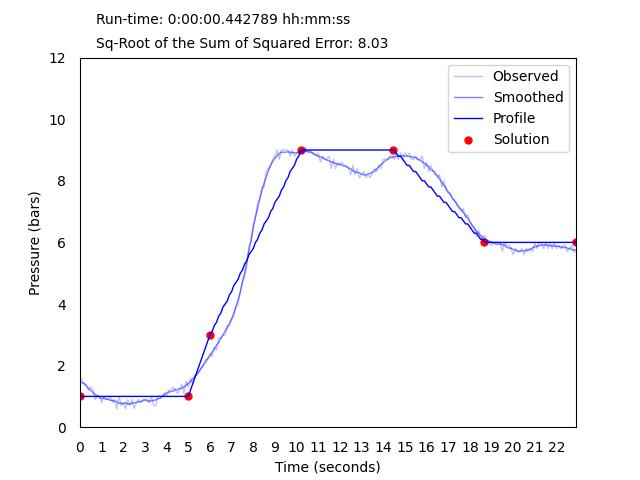 Run-time: 0:00:00.442789 hh:mm:ss
Sq-Root of the Sum of Squared Error: 8.03
12
10
8
6
4
2
0
Pressure (bars)
Observed
Smoothed
Profile
Solution
0 1 2 3 4 5 6 7 8 9 10 11 12 13 14 15 16 17 18 19 20 21 22
Time (seconds)